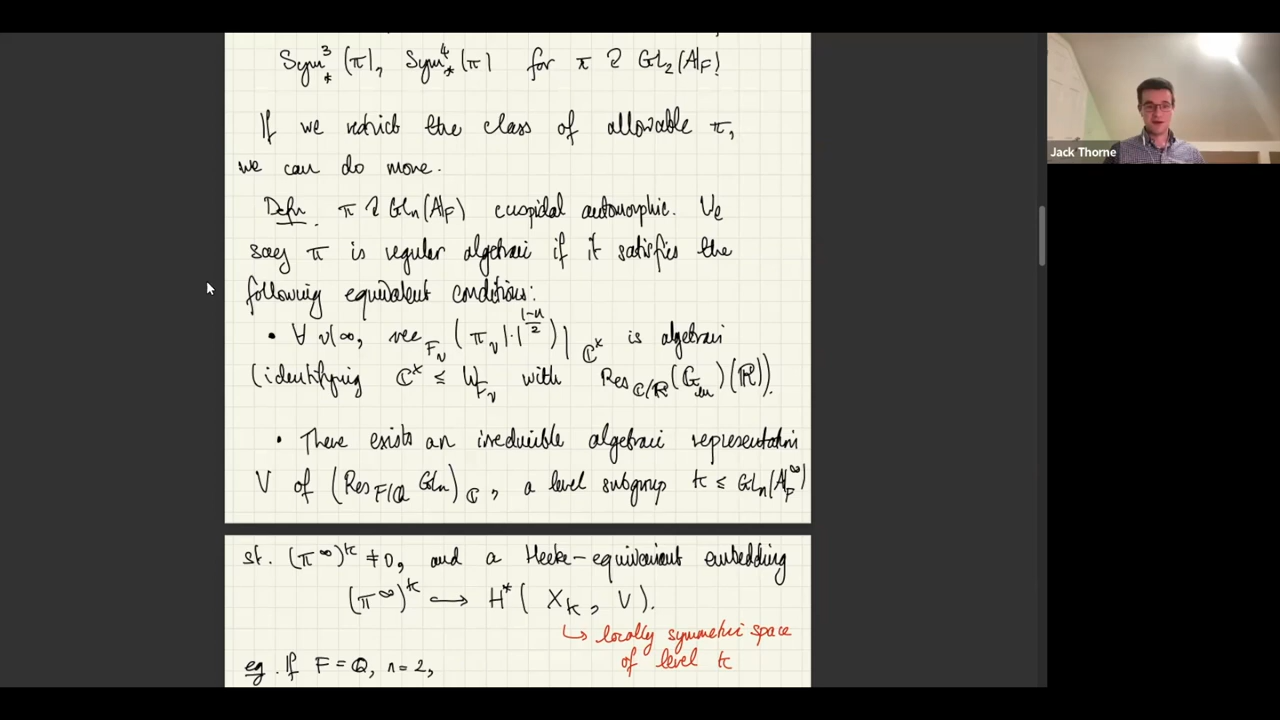 Sym³_*(π), Sym⁴_*(π) for π ↻ GL₂(𝔸_F)!
If we restrict the class of allowable π,
we can do more.
Defn. π ↻ GLₙ(𝔸_F) cuspidal automorphic. We
say π is regular algebraic if it satisfies the
following equivalent conditions:
• ∀ v|∞, rec_{F_v}(π_v |·|^{(1-n)/2})|_{ℂ^×} is algebraic
(identifying ℂ^× ≤ W_{F_v} with Res_{ℂ/ℝ}(𝔾_m)(ℝ)).
• There exists an irreducible algebraic representation
V of (Res_{F/ℚ} GLₙ)_ℂ, a level subgroup K ≤ GLₙ(𝔸_F^∞)
st. (π^∞)^K ≠ 0, and a Hecke-equivariant embedding
(π^∞)^K ↪ H^*(X_K, V).
↳ locally symmetric space
of level K
eg. If F = ℚ, n = 2,
Jack Thorne